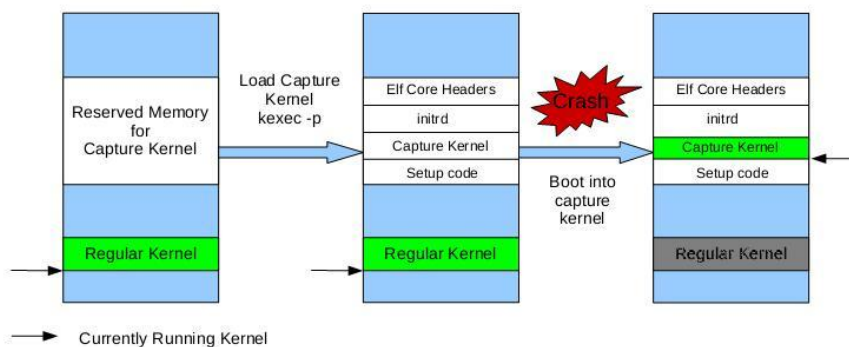 Reserved Memory
for
Capture Kernel
Regular Kernel
Load Capture
Kernel
kexec -p
Elf Core Headers
initrd
Capture Kernel
Setup code
Regular Kernel
Crash
Boot into
capture
kernel
Elf Core Headers
initrd
Capture Kernel
Setup code
Regular Kernel
Currently Running Kernel